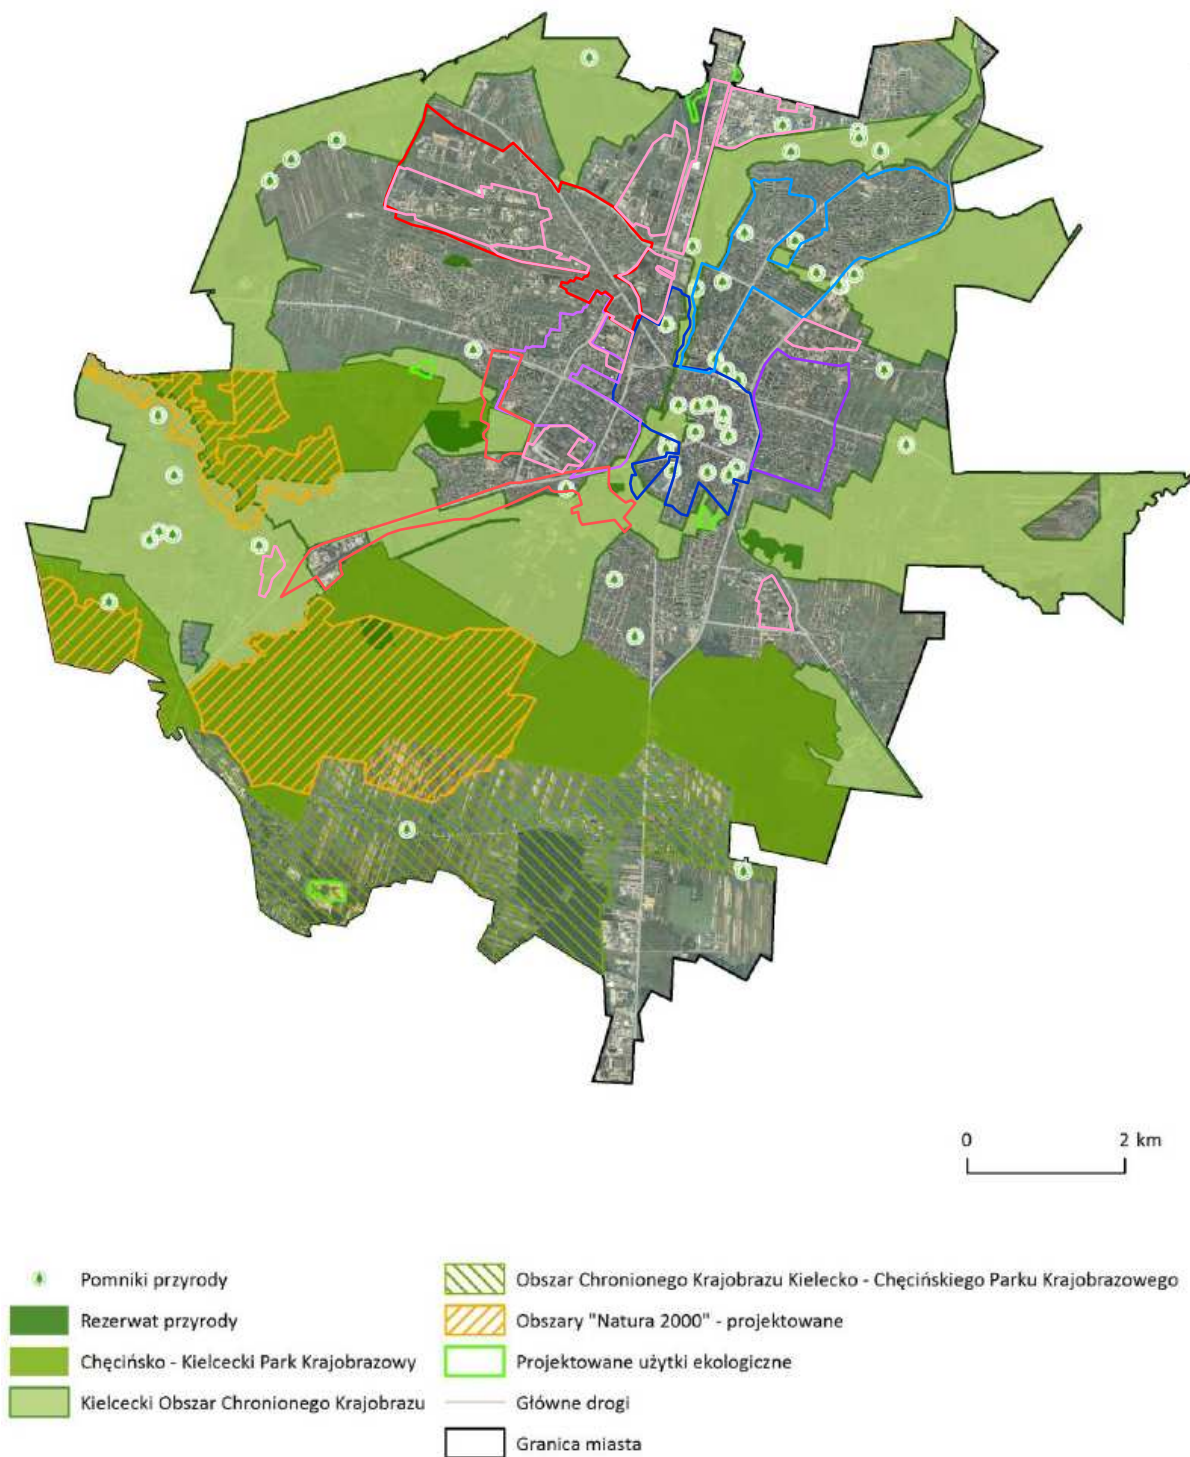 0 2 km
Pomniki przyrody
Rezerwat przyrody
Chęcińsko - Kielcecki Park Krajobrazowy
Kielcecki Obszar Chronionego Krajobrazu
Obszar Chronionego Krajobrazu Kielecko - Chęcińskiego Parku Krajobrazowego
Obszary "Natura 2000" - projektowane
Projektowane użytki ekologiczne
Główne drogi
Granica miasta